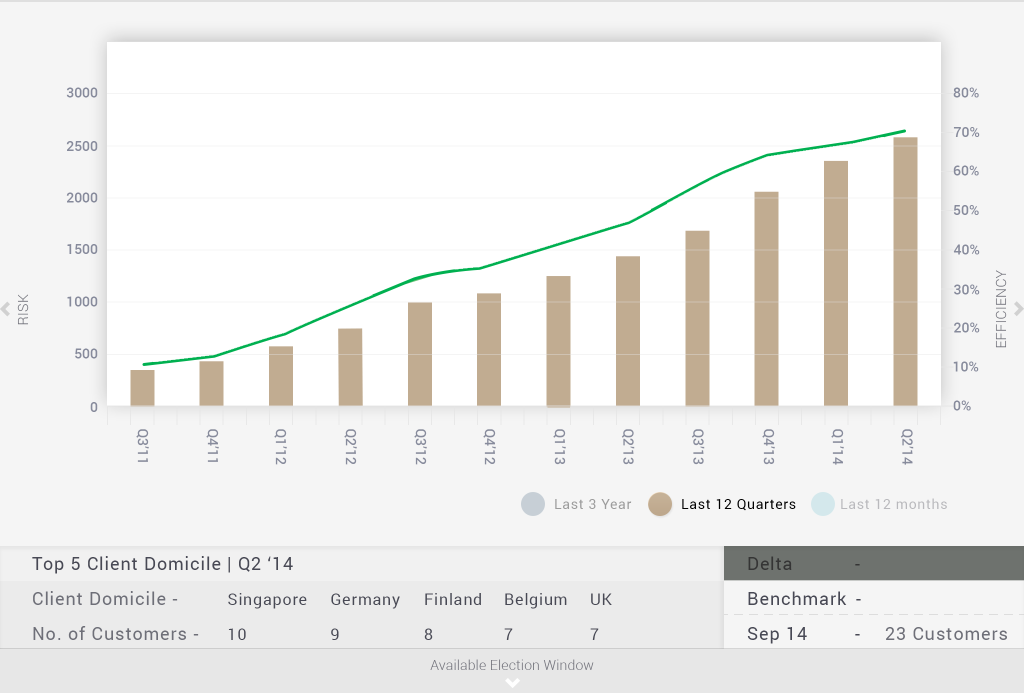 3000
2500
2000
1500
1000
500
0
RISK
80%
70%
60%
50%
40%
30%
20%
10%
0%
EFFICIENCY
Q3'11
Q4'11
Q1'12
Q2'12
Q3'12
Q4'12
Q1'13
Q2'13
Q3'13
Q4'13
Q1'14
Q2'14
Last 3 Year
Last 12 Quarters
Last 12 months
Top 5 Client Domicile | Q2 ‘14
Client Domicile - Singapore Germany Finland Belgium UK
No. of Customers - 10 9 8 7 7
Delta -
Benchmark -
Sep 14 - 23 Customers
Available Election Window